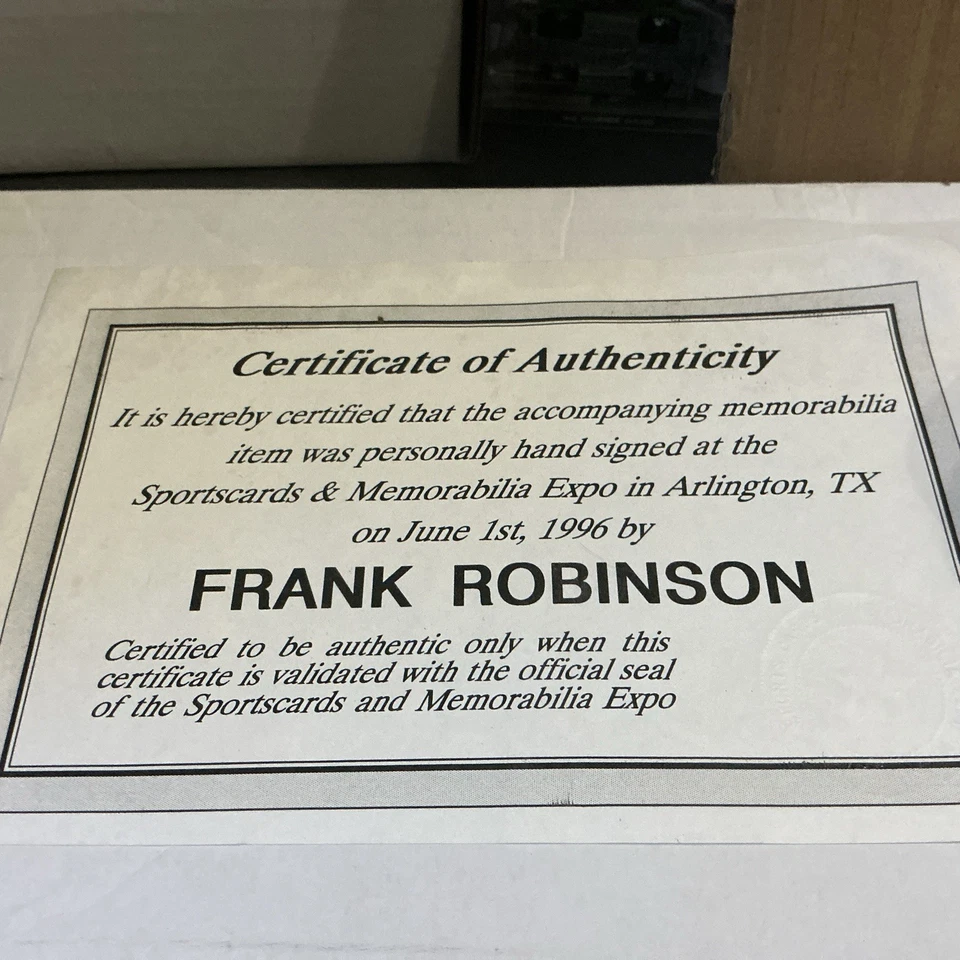 Certificate of Authenticity
It is hereby certified that the accompanying memorabilia
item was personally hand signed at the
Sportscards & Memorabilia Expo in Arlington, TX
on June 1st, 1996 by
FRANK ROBINSON
Certified to be authentic only when this
certificate is validated with the official seal
of the Sportscards and Memorabilia Expo